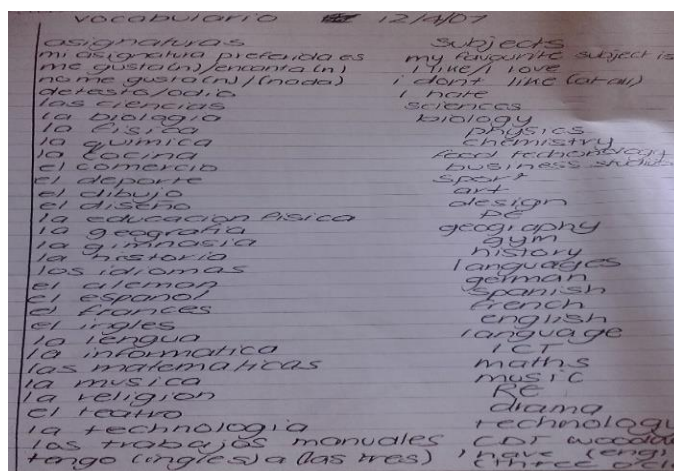 vocabulario 12/4/07
asignaturas subjects
mi asignatura preferida es my favourite subject is
me gusta(n)/encanta(n) I like/I love
no me gusta(n)/(nada) i don't like (at all)
detesto/odio i hate
las ciencias sciences
la biologia biology
la fisica physics
la quimica chemistry
la cocina food technology
el comercio business studies
el deporte sport
el dibujo art
el diseño design
la educacion fisica PE
la geografia geography
la gimnasia gym
la historia history
los idiomas languages
el aleman german
el espanol spanish
el frances french
el ingles english
la lengua language
la informatica ICT
las matematicas maths
la musica music
la religion RE
el teatro drama
la technologia technology
los trabajos manuales CDT
tengo (ingles) a (las tres) i have (engl